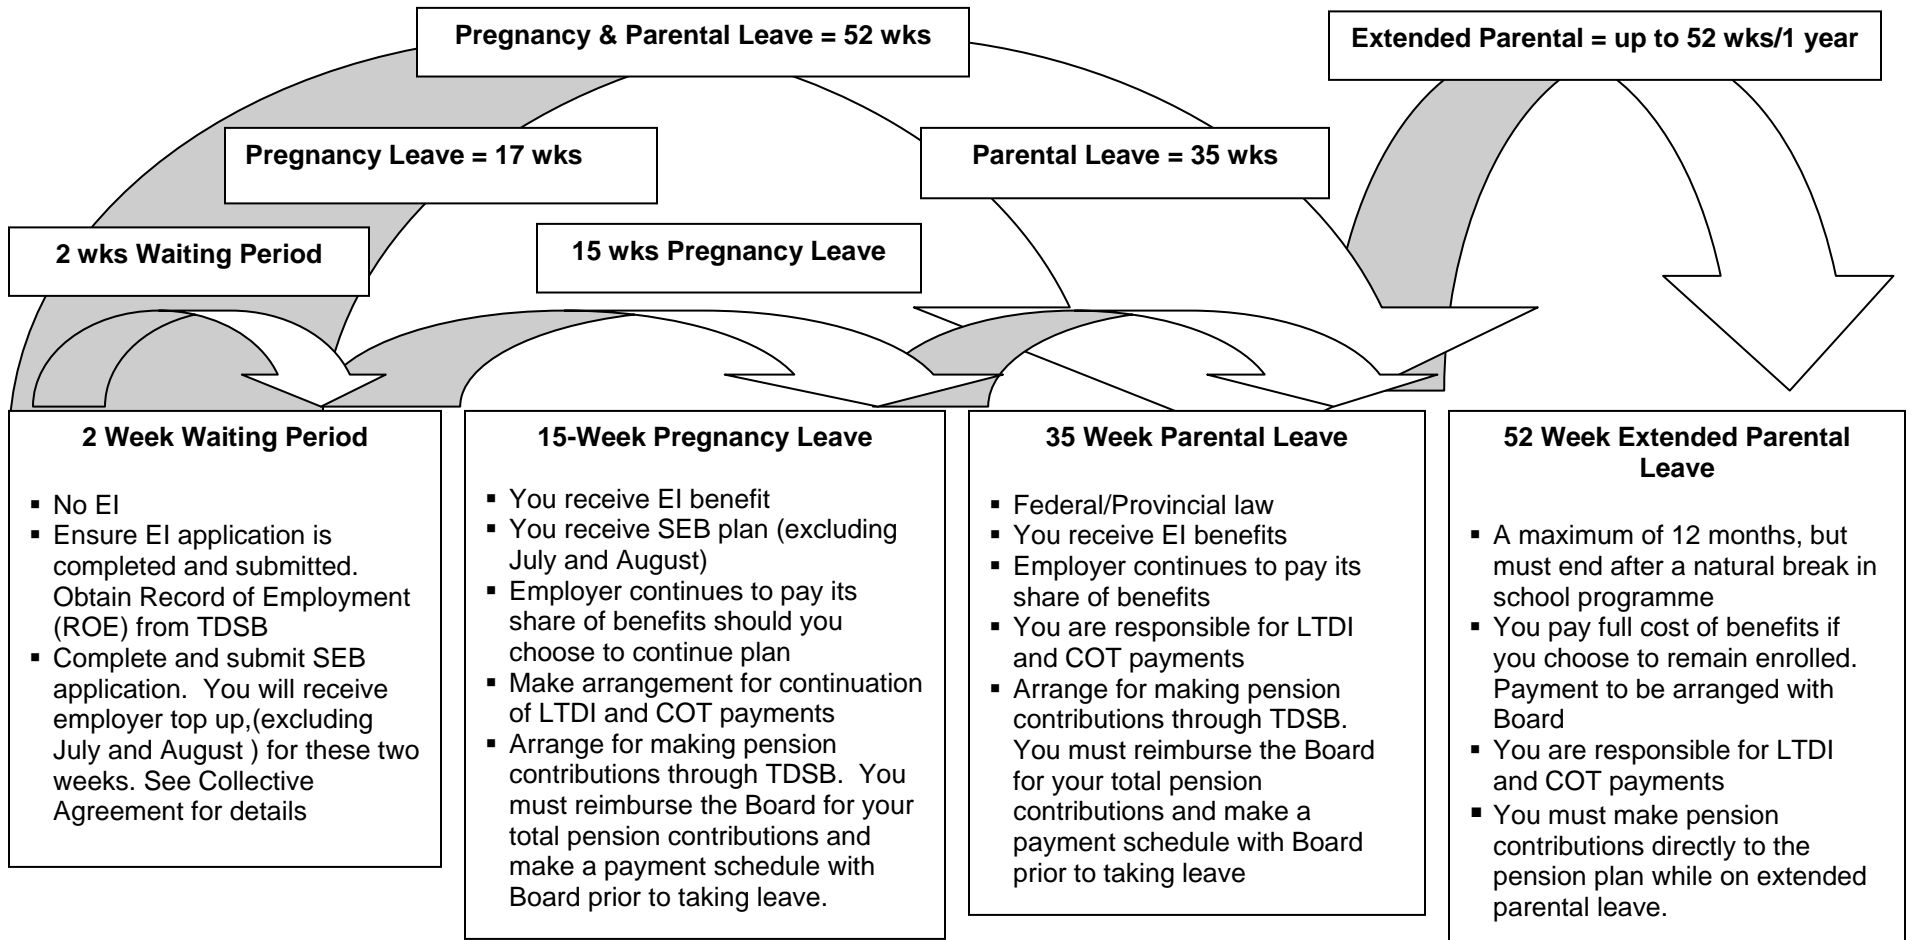 Pregnancy & Parental Leave = 52 wks
Extended Parental = up to 52 wks/1 year
Pregnancy Leave = 17 wks
Parental Leave = 35 wks
2 wks Waiting Period
15 wks Pregnancy Leave
2 Week Waiting Period
▪ No EI
▪ Ensure EI application is
completed and submitted.
Obtain Record of Employment
(ROE) from TDSB
▪ Complete and submit SEB
application.  You will receive
employer top up,(excluding
July and August ) for these two
weeks. See Collective
Agreement for details
15-Week Pregnancy Leave
▪ You receive EI benefit
▪ You receive SEB plan (excluding
July and August)
▪ Employer continues to pay its
share of benefits should you
choose to continue plan
▪ Make arrangement for continuation
of LTDI and COT payments
▪ Arrange for making pension
contributions through TDSB.  You
must reimburse the Board for your
total pension contributions and
make a payment schedule with
Board prior to taking leave.
35 Week Parental Leave
▪ Federal/Provincial law
▪ You receive EI benefits
▪ Employer continues to pay its
share of benefits
▪ You are responsible for LTDI
and COT payments
▪ Arrange for making pension
contributions through TDSB.
You must reimburse the Board
for your total pension
contributions and make a
payment schedule with Board
prior to taking leave
52 Week Extended Parental
Leave
▪ A maximum of 12 months, but
must end after a natural break in
school programme
▪ You pay full cost of benefits if
you choose to remain enrolled.
Payment to be arranged with
Board
▪ You are responsible for LTDI
and COT payments
▪ You must make pension
contributions directly to the
pension plan while on extended
parental leave.